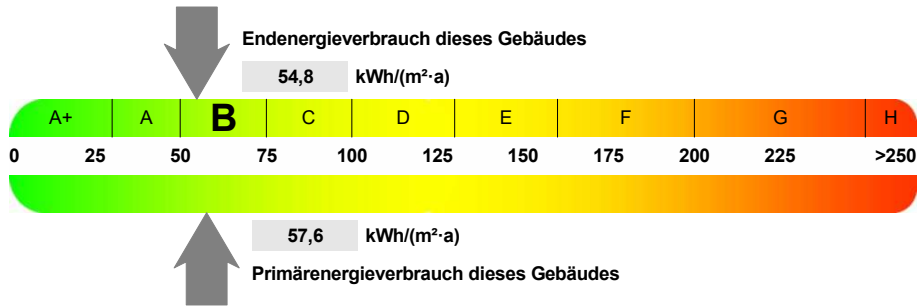 Endenergieverbrauch dieses Gebäudes
54,8 kWh/(m²·a)
A+ A B C D E F G H
0 25 50 75 100 125 150 175 200 225 >250
57,6 kWh/(m²·a)
Primärenergieverbrauch dieses Gebäudes